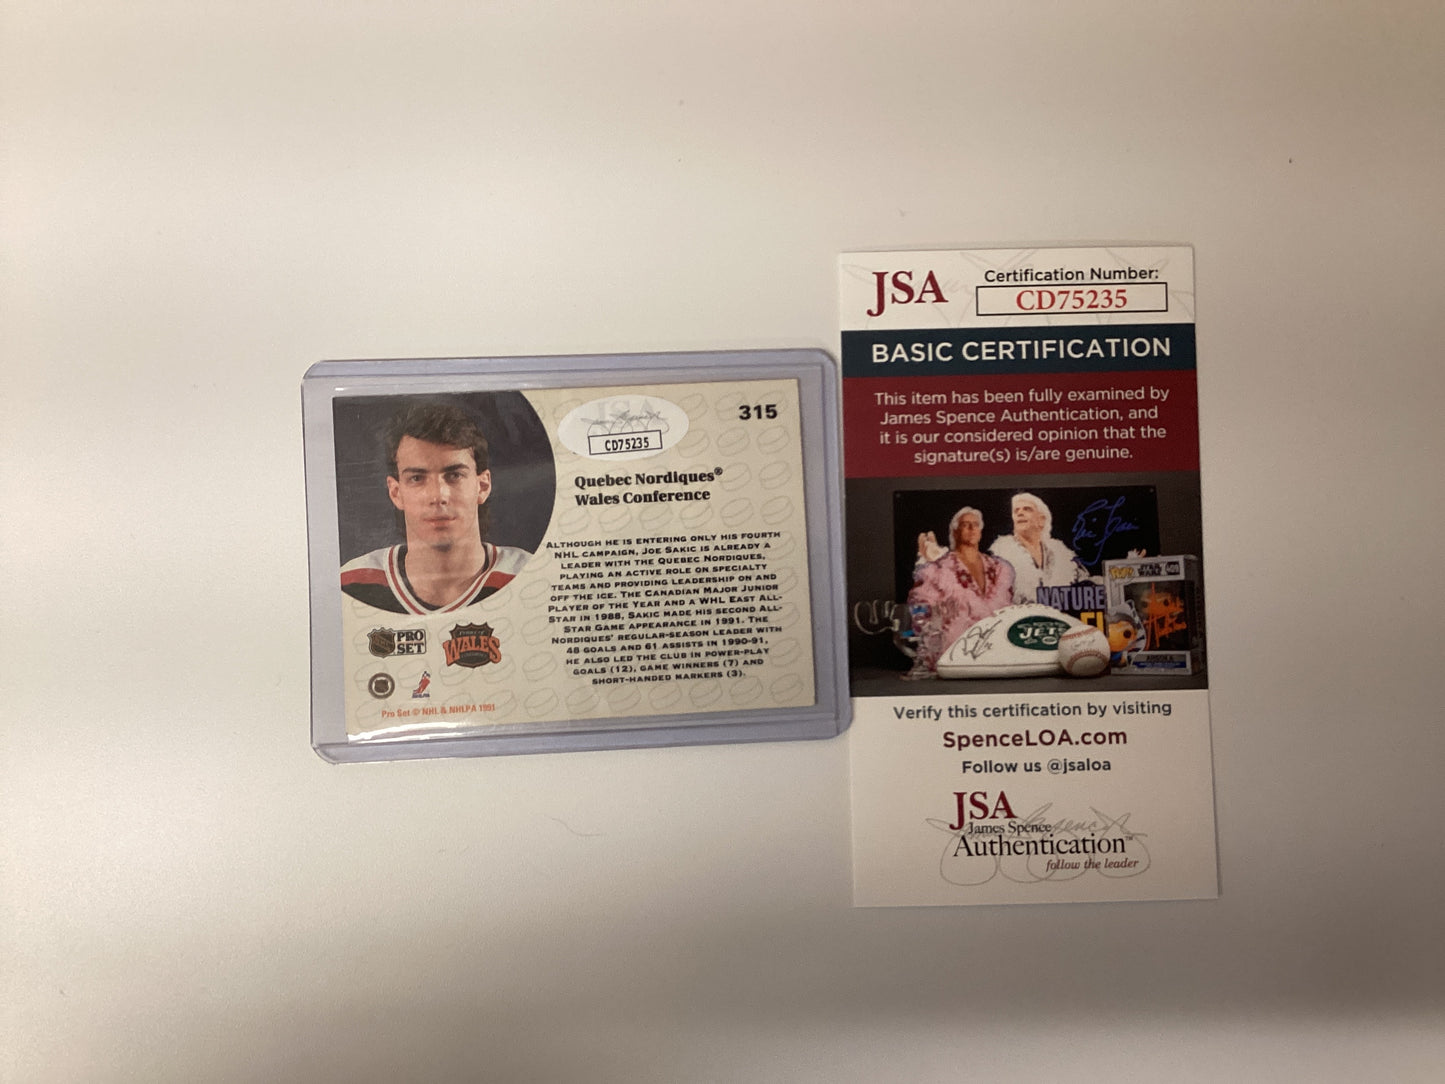 315
CD75235
Quebec Nordiques®
Wales Conference
ALTHOUGH HE IS ENTERING ONLY HIS FOURTH
NHL CAMPAIGN, JOE SAKIC IS ALREADY A
LEADER WITH THE QUEBEC NORDIQUES,
PLAYING AN ACTIVE ROLE ON SPECIALTY
TEAMS AND PROVIDING LEADERSHIP ON AND
OFF THE ICE. THE CANADIAN MAJOR JUNIOR
PLAYER OF THE YEAR AND A WHL EAST ALL-
STAR IN 1988, SAKIC MADE HIS SECOND ALL-
STAR GAME APPEARANCE IN 1991. THE
NORDIQUES' REGULAR-SEASON LEADER WITH
48 GOALS AND 61 ASSISTS IN 1990-91,
HE ALSO LED THE CLUB IN POWER-PLAY
GOALS (12), GAME WINNERS (7) AND
SHORT-HANDED MARKERS (3).
PRO
SET
WALES
Pro Set © NHL & NHLPA 1991
JSA
Certification Number:
CD75235
BASIC CERTIFICATION
This item has been fully examined by
James Spence Authentication, and
it is our considered opinion that the
signature(s) is/are genuine.
NATURE
JETS
POP!
STAR
WARS
Verify this certification by visiting
SpenceLOA.com
Follow us @jsaloa
JSA
James Spence
Authentication™
follow the leader